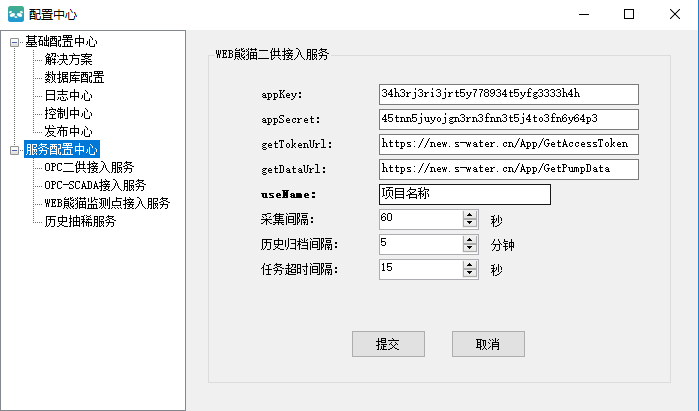 配置中心
基础配置中心
解决方案
数据库配置
日志中心
控制中心
发布中心
服务配置中心
OPC二供接入服务
OPC-SCADA接入服务
WEB熊猫监测点接入服务
历史抽稀服务
WEB熊猫二供接入服务
appKey: 34h3rj3ri3jrt5y778934t5yfg3333h4h
appSecret: 45tnn5juyojgn3rn3fnn3t5j4to3fn6y64p3
getTokenUrl: https://new.s-water.cn/App/GetAccessToken
getDataUrl: https://new.s-water.cn/App/GetPumpData
useName: 项目名称
采集间隔: 60 秒
历史归档间隔: 5 分钟
任务超时间隔: 15 秒
提交 取消